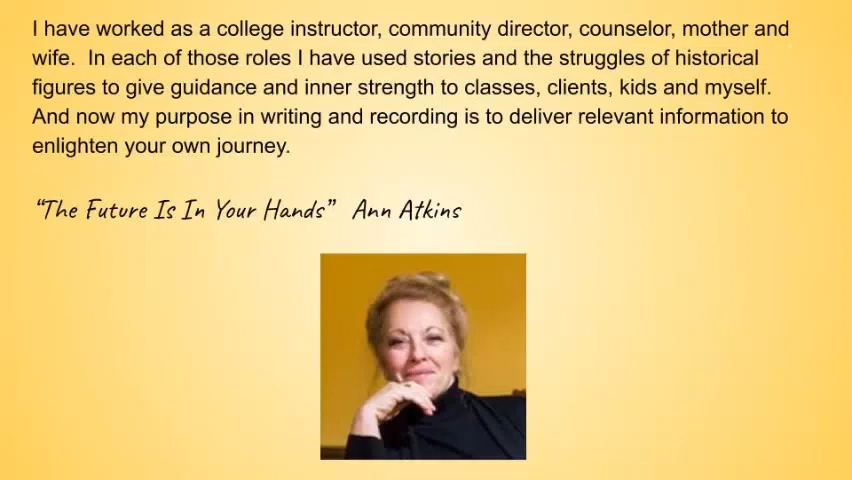 I have worked as a college instructor, community director, counselor, mother and
wife.  In each of those roles I have used stories and the struggles of historical
figures to give guidance and inner strength to classes, clients, kids and myself.
And now my purpose in writing and recording is to deliver relevant information to
enlighten your own journey.
“The Future Is In Your Hands”  Ann Atkins